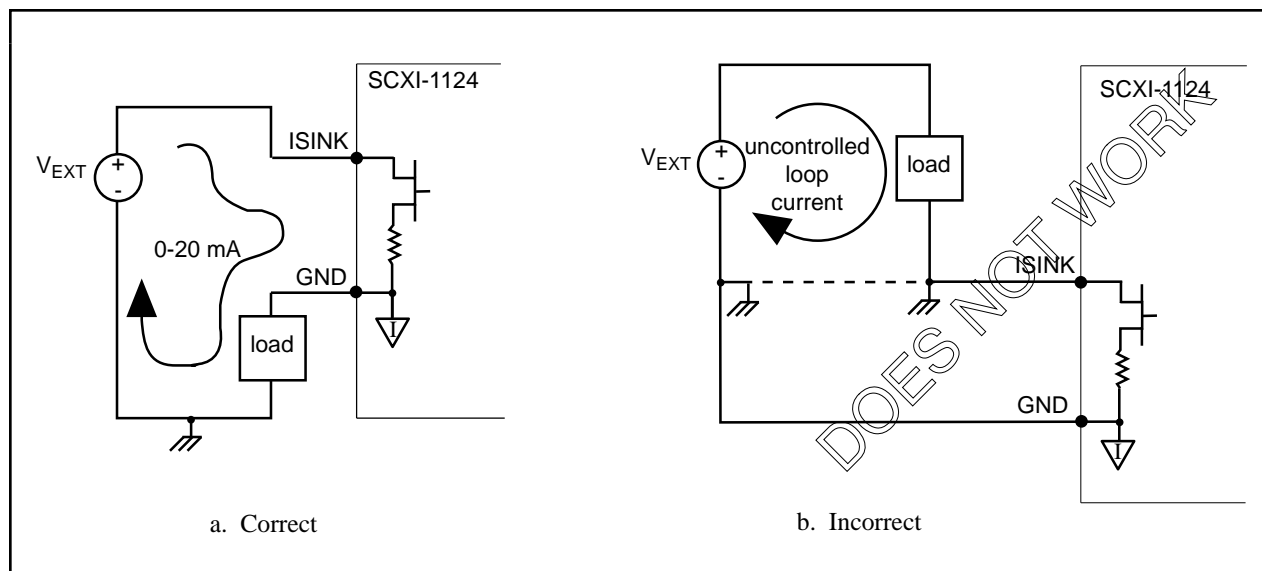 SCXI-1124
ISINK
VEXT
+
-
0-20 mA
GND
load
I
a. Correct
SCXI-1124
VEXT
+
-
uncontrolled
loop
current
load
ISINK
GND
I
DOES NOT WORK
b. Incorrect